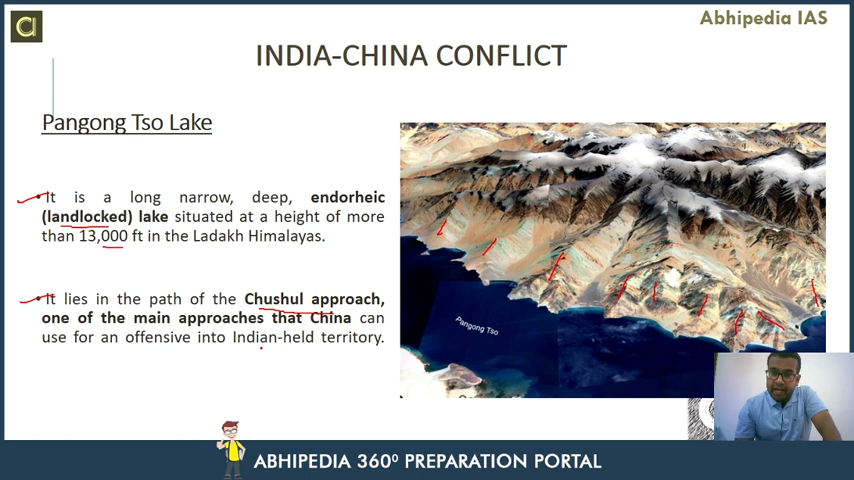 Abhipedia IAS
INDIA-CHINA CONFLICT
Pangong Tso Lake
• It is a long narrow, deep, endorheic
(landlocked) lake situated at a height of more
than 13,000 ft in the Ladakh Himalayas.
• It lies in the path of the Chushul approach,
one of the main approaches that China can
use for an offensive into Indian-held territory.
Pangong Tso
ABHIPEDIA 360⁰ PREPARATION PORTAL